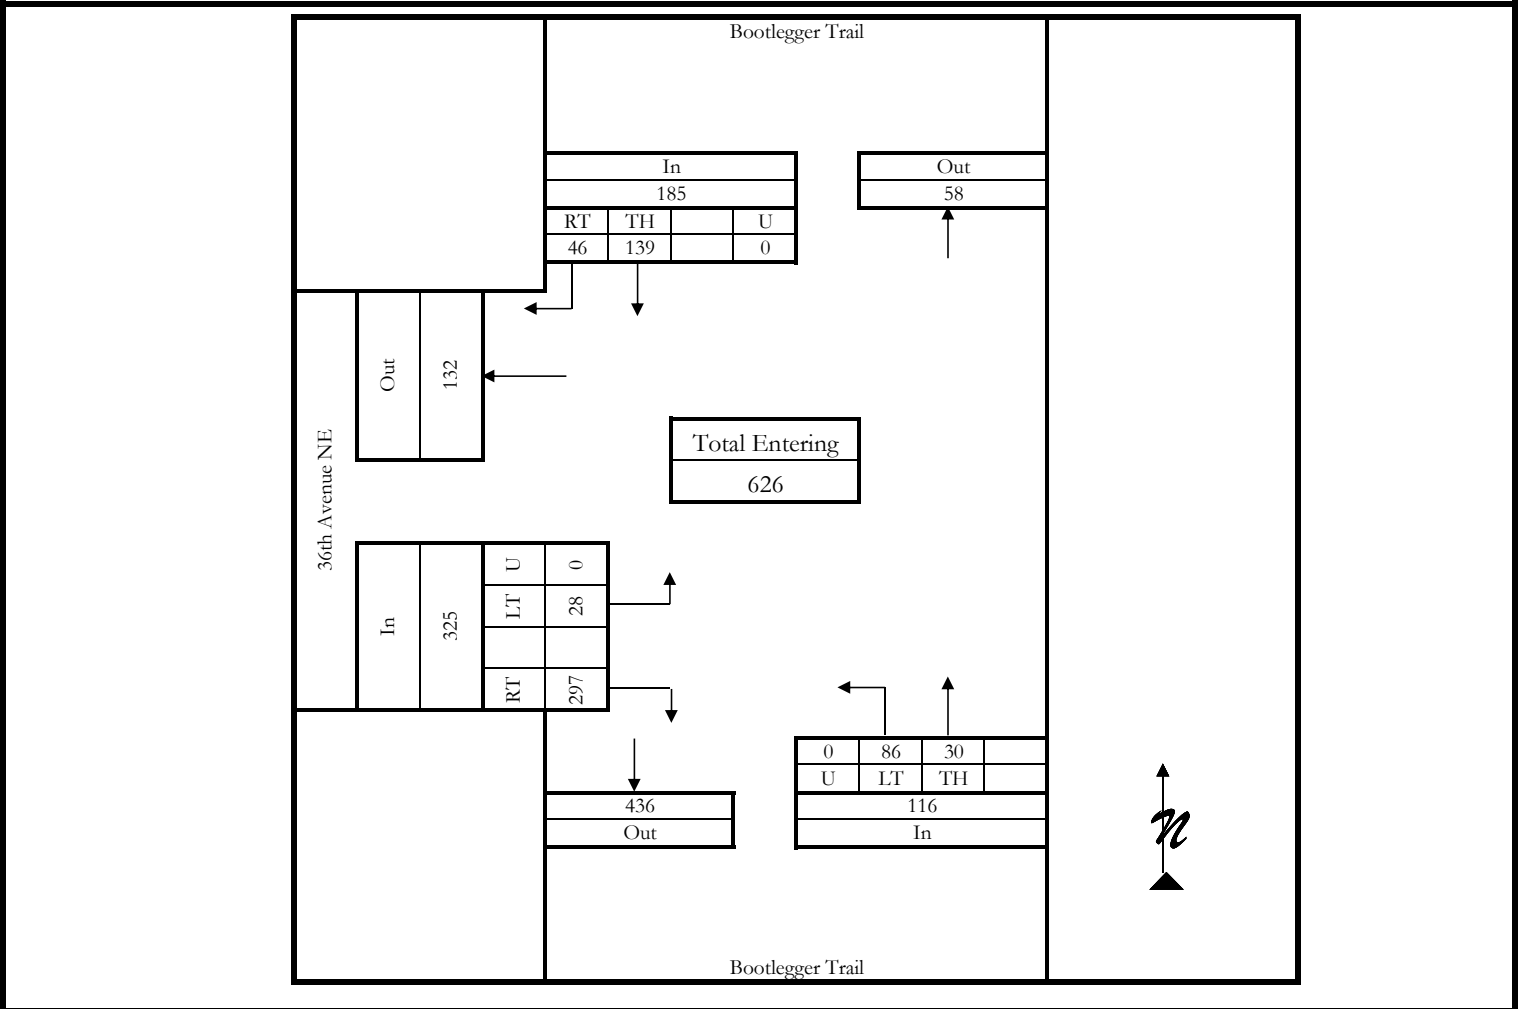 Bootlegger Trail
In
185
RT TH U
46 139 0
Out
58
Out
132
36th Avenue NE
Total Entering
626
In
325
U 0
LT 28
RT 297
0 86 30
U LT TH
116
In
436
Out
n
Bootlegger Trail